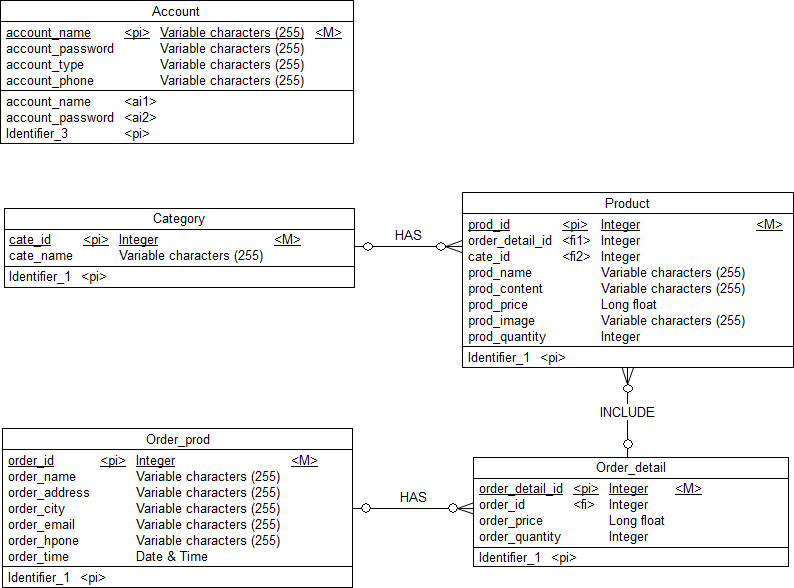 Account
account_name <pi> Variable characters (255) <M>
account_password Variable characters (255)
account_type Variable characters (255)
account_phone Variable characters (255)
account_name <ai1>
account_password <ai2>
Identifier_3 <pi>
Category
cate_id <pi> Integer <M>
cate_name Variable characters (255)
Identifier_1 <pi>
HAS
Product
prod_id <pi> Integer <M>
order_detail_id <fi1> Integer
cate_id <fi2> Integer
prod_name Variable characters (255)
prod_content Variable characters (255)
prod_price Long float
prod_image Variable characters (255)
prod_quantity Integer
Identifier_1 <pi>
INCLUDE
Order_prod
order_id <pi> Integer <M>
order_name Variable characters (255)
order_address Variable characters (255)
order_city Variable characters (255)
order_email Variable characters (255)
order_hpone Variable characters (255)
order_time Date & Time
Identifier_1 <pi>
HAS
Order_detail
order_detail_id <pi> Integer <M>
order_id <fi> Integer
order_price Long float
order_quantity Integer
Identifier_1 <pi>